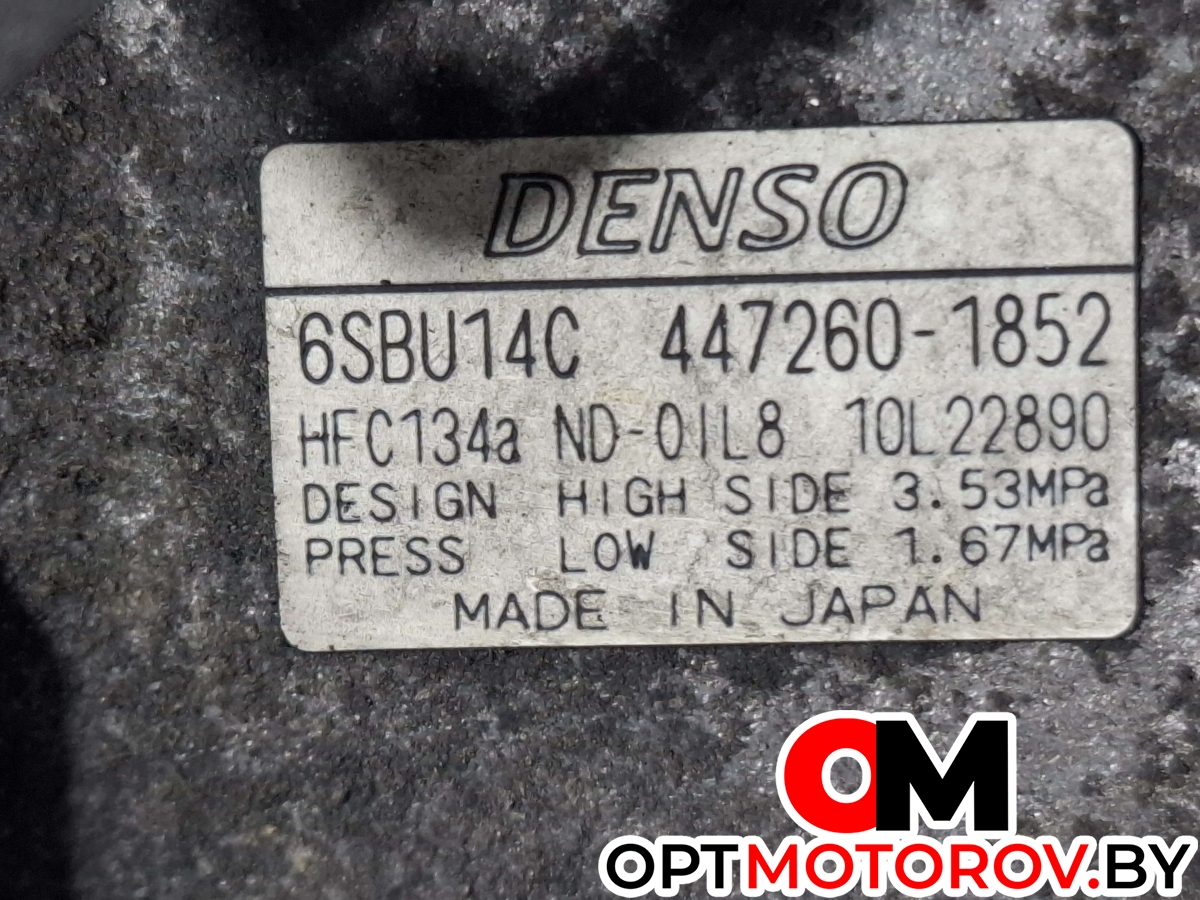 DENSO
6SBU14C 447260-1852
HFC134a ND-OIL8 10L22890
DESIGN HIGH SIDE 3.53MPa
PRESS LOW SIDE 1.67MPa
MADE IN JAPAN
OM
OPTMOTOROV.BY